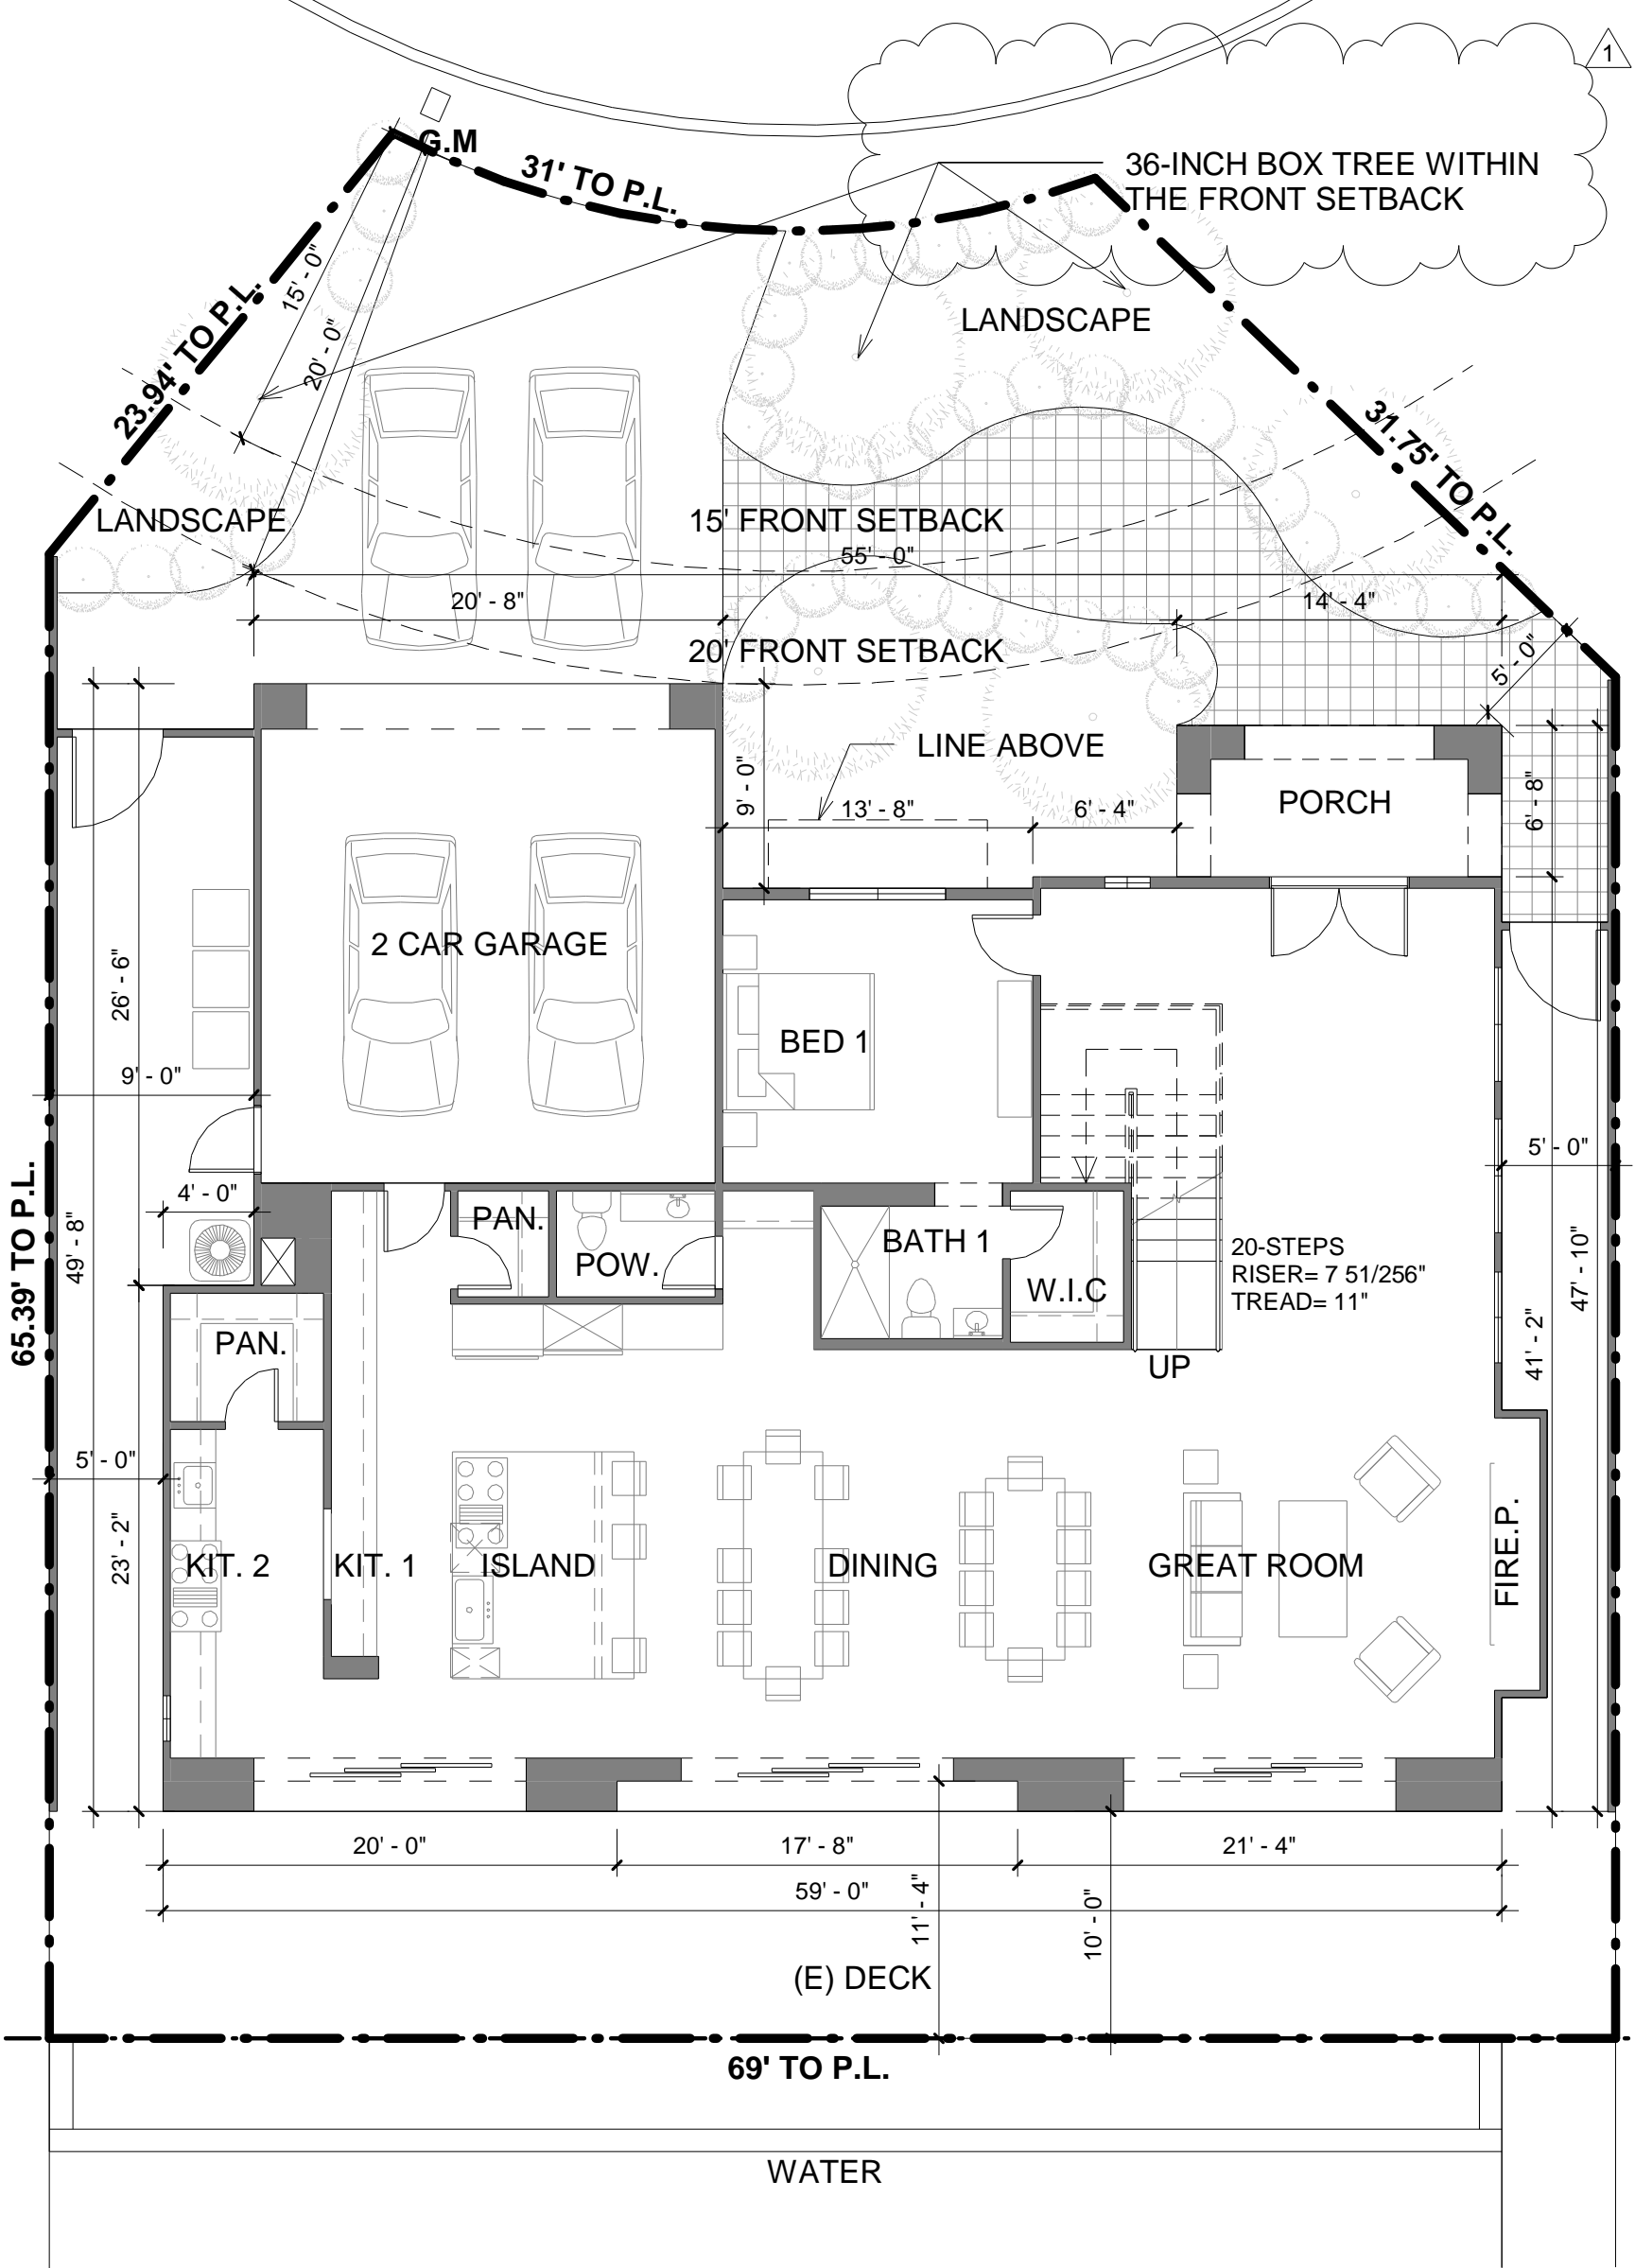 1
G.M
31' TO P.L.
36-INCH BOX TREE WITHIN
THE FRONT SETBACK
15' - 0"
20' - 0"
23.94' TO P.L.
LANDSCAPE
31.75' TO P.L.
LANDSCAPE
15' FRONT SETBACK
55' - 0"
20' - 8"
14' - 4"
20' FRONT SETBACK
5' - 0"
LINE ABOVE
9' - 0"
13' - 8"
6' - 4"
PORCH
6' - 8"
2 CAR GARAGE
26' - 6"
BED 1
9' - 0"
5' - 0"
65.39' TO P.L.
49' - 8"
4' - 0"
PAN.
POW.
BATH 1
W.I.C
20-STEPS
RISER= 7 51/256"
TREAD= 11"
47' - 10"
41' - 2"
PAN.
UP
5' - 0"
23' - 2"
KIT. 2
KIT. 1
ISLAND
DINING
GREAT ROOM
FIRE.P.
20' - 0"
17' - 8"
21' - 4"
59' - 0"
11' - 4"
10' - 0"
(E) DECK
69' TO P.L.
WATER